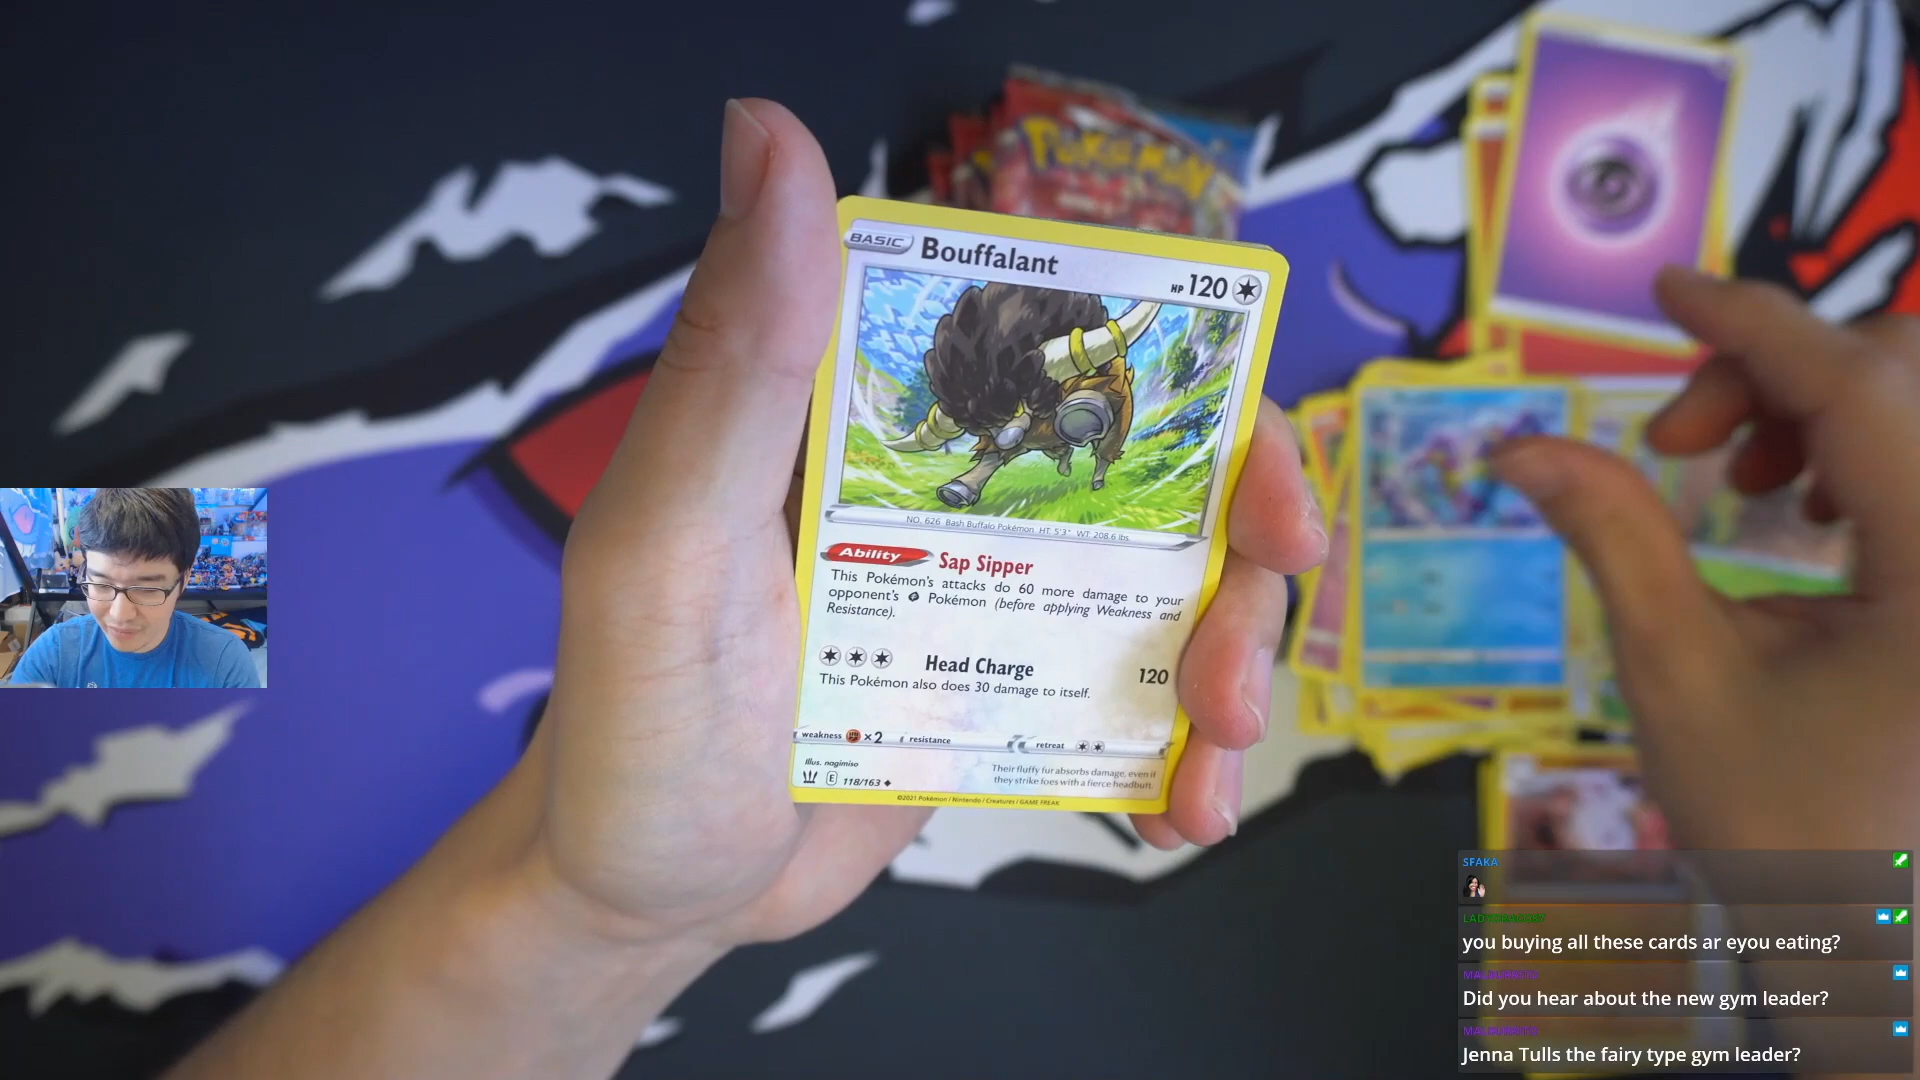 POKÉMON
BASIC Bouffalant HP 120
NO. 626 Bash Buffalo Pokémon HT: 5'3" WT: 208.6 lbs.
Ability Sap Sipper
This Pokémon's attacks do 60 more damage to your
opponent's Pokémon (before applying Weakness and
Resistance).
Head Charge 120
This Pokémon also does 30 damage to itself.
weakness ×2 resistance retreat
Illus. nagimiso
E 118/163
Their fluffy fur absorbs damage, even if
they strike foes with a fierce headbutt.
©2021 Pokémon / Nintendo / Creatures / GAME FREAK
SFAKA
you buying all these cards ar eyou eating?
Did you hear about the new gym leader?
Jenna Tulls the fairy type gym leader?